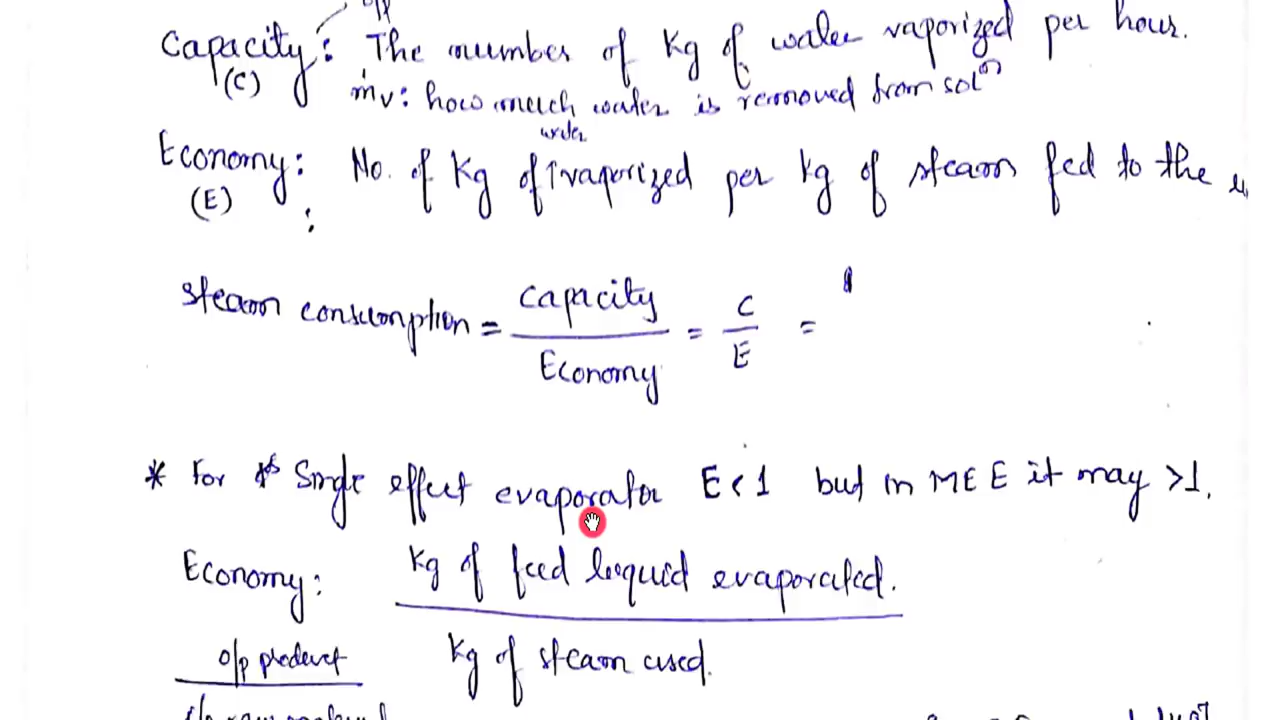 o/p
Capacity: The number of Kg of water vaporized per hour.
(C)
ṁv: how much water is removed from solⁿ
water
Economy: No. of Kg of ↑vaporized per kg of steam fed to the
(E)
:
Steam consumption = Capacity / Economy = C / E =
* For Single effect evaporator E < 1 but in MEE it may >1.
Economy: Kg of feed liquid evaporated.
Kg of steam used.
o/p product